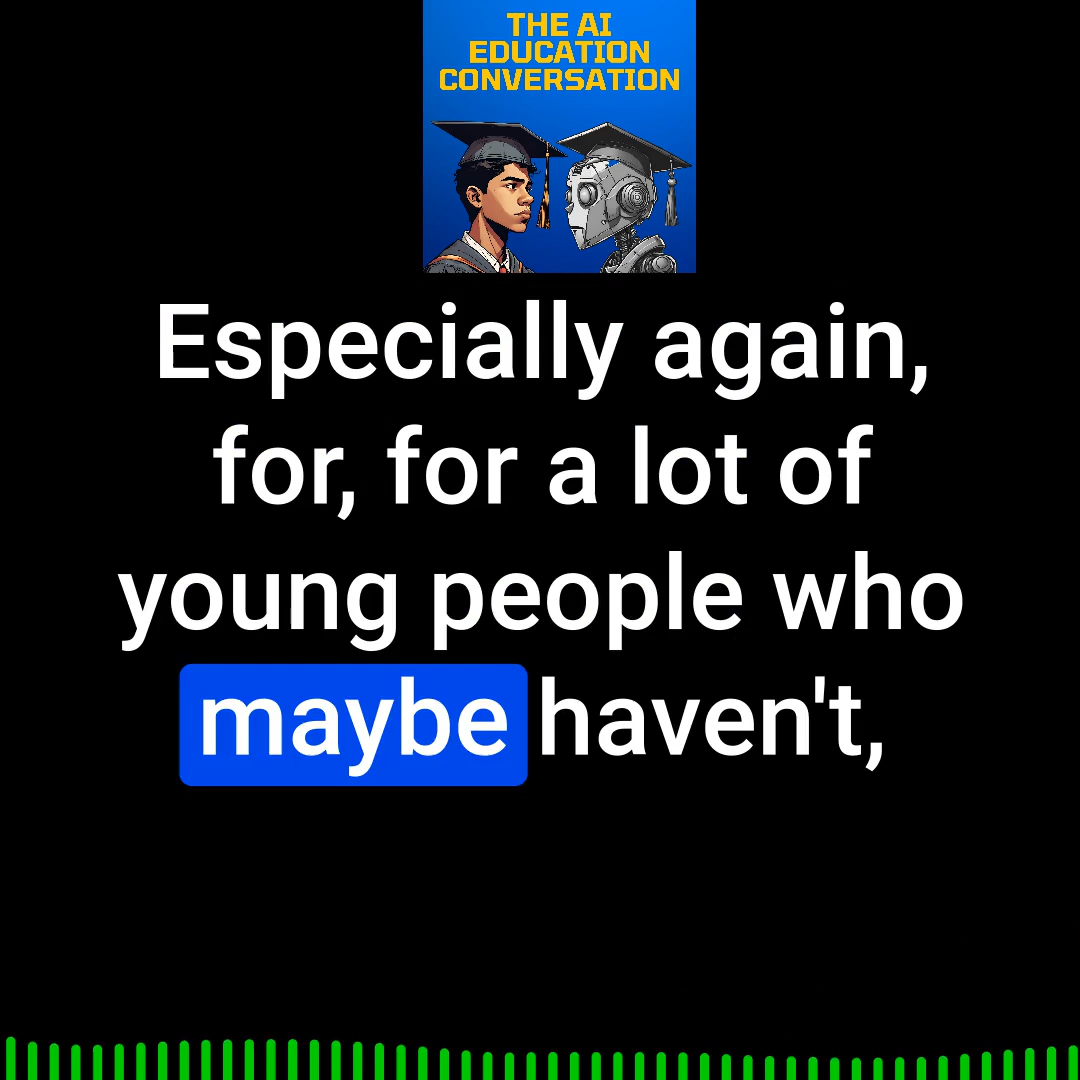 THE AI
EDUCATION
CONVERSATION
Especially again,
for, for a lot of
young people who
maybe haven't,